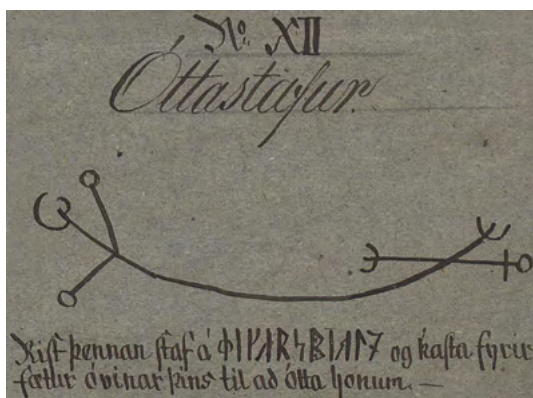 No. XII
Óttastafur.
Rist þennan staf á og kasta fyrir
fætur óvinar þins til ad ótta honum. —